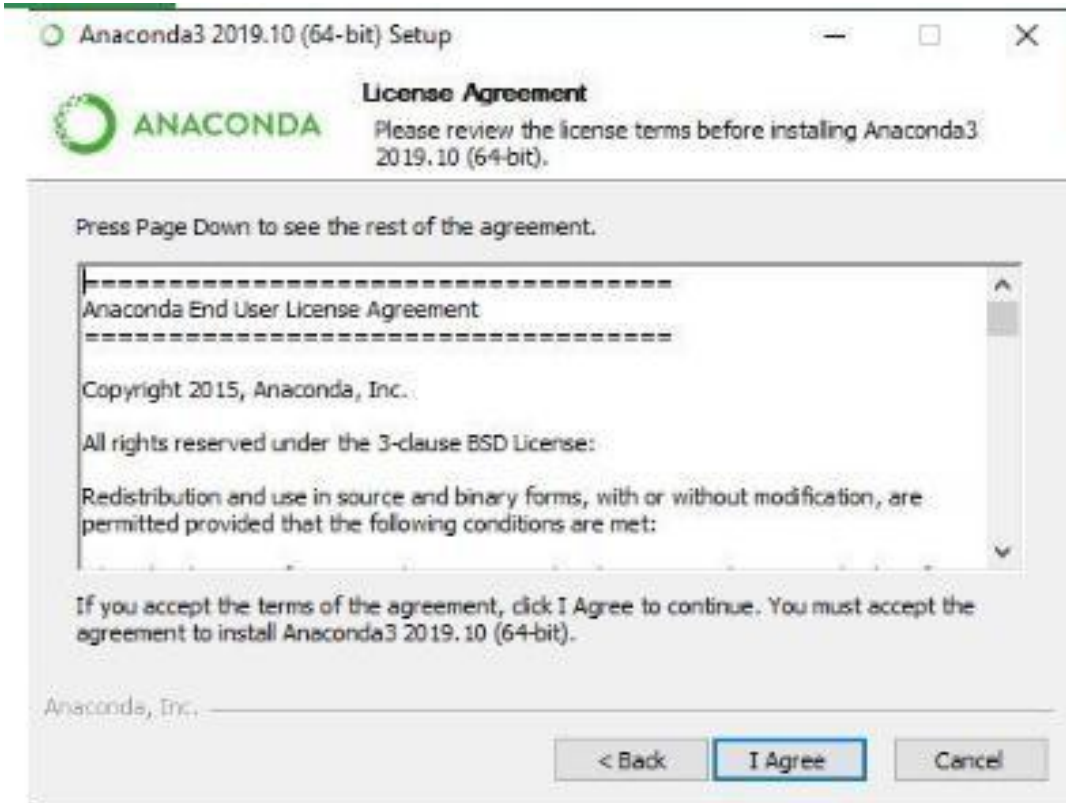 Anaconda3 2019.10 (64-bit) Setup
ANACONDA
License Agreement
Please review the license terms before installing Anaconda3
2019.10 (64-bit).
Press Page Down to see the rest of the agreement.
===================================
Anaconda End User License Agreement
===================================
Copyright 2015, Anaconda, Inc.
All rights reserved under the 3-clause BSD License:
Redistribution and use in source and binary forms, with or without modification, are
permitted provided that the following conditions are met:
If you accept the terms of the agreement, click I Agree to continue. You must accept the
agreement to install Anaconda3 2019.10 (64-bit).
Anaconda, Inc.
< Back
I Agree
Cancel